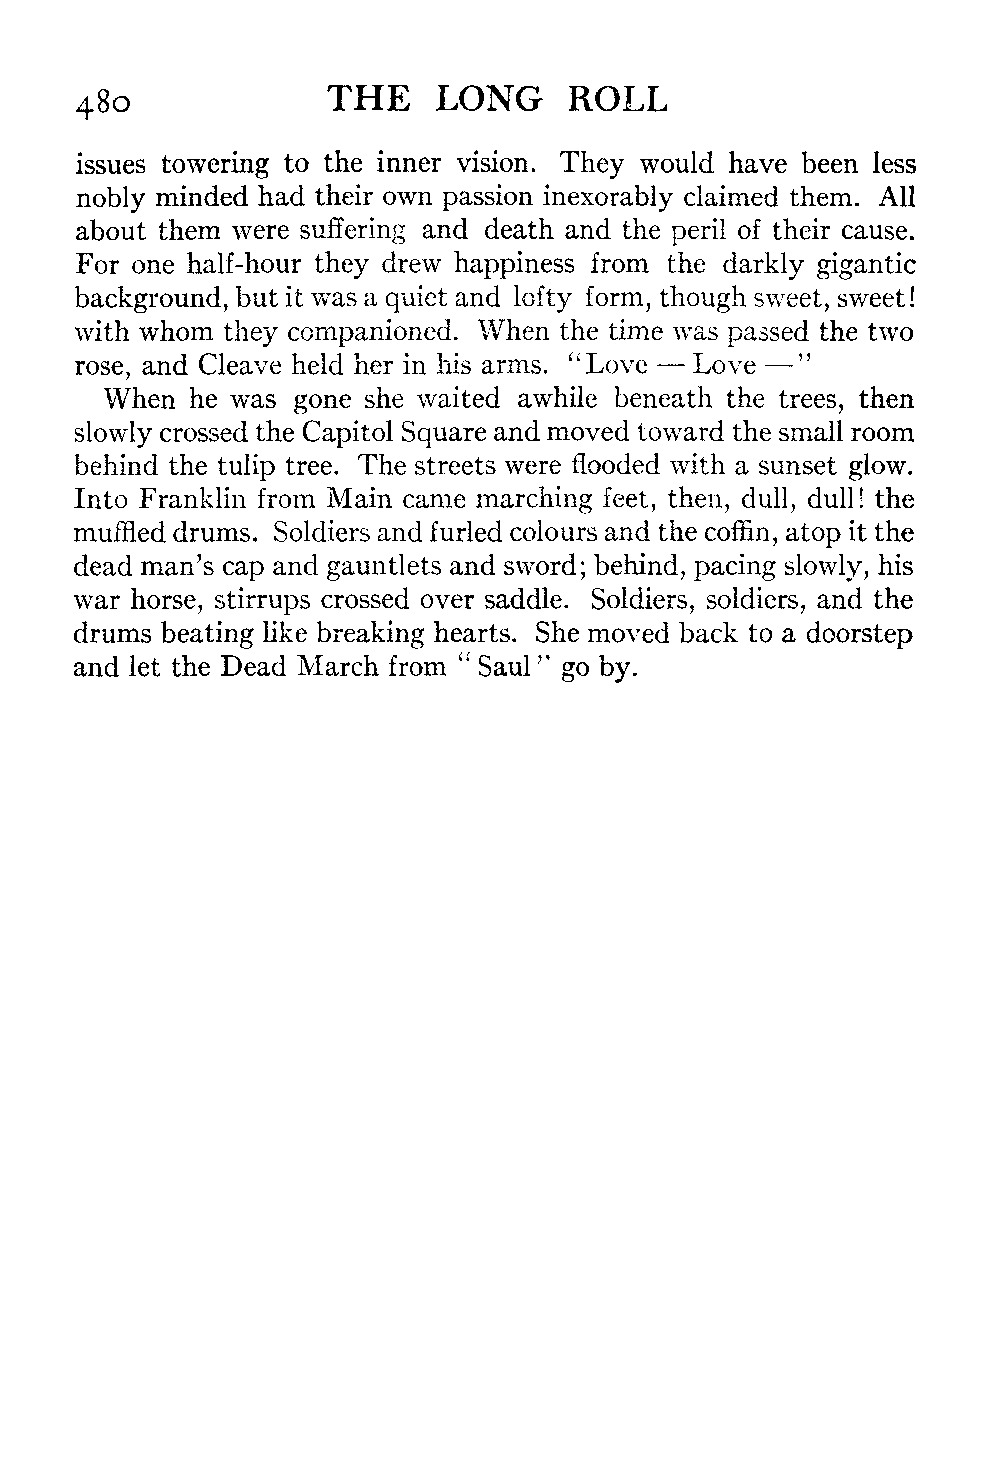 480 THE LONG ROLL
issues towering to the inner vision. They would have been less
nobly minded had their own passion inexorably claimed them. All
about them were suffering and death and the peril of their cause.
For one half-hour they drew happiness from the darkly gigantic
background, but it was a quiet and lofty form, though sweet, sweet!
with whom they companioned. When the time was passed the two
rose, and Cleave held her in his arms. "Love — Love —"
When he was gone she waited awhile beneath the trees, then
slowly crossed the Capitol Square and moved toward the small room
behind the tulip tree. The streets were flooded with a sunset glow.
Into Franklin from Main came marching feet, then, dull, dull! the
muffled drums. Soldiers and furled colours and the coffin, atop it the
dead man's cap and gauntlets and sword; behind, pacing slowly, his
war horse, stirrups crossed over saddle. Soldiers, soldiers, and the
drums beating like breaking hearts. She moved back to a doorstep
and let the Dead March from "Saul" go by.